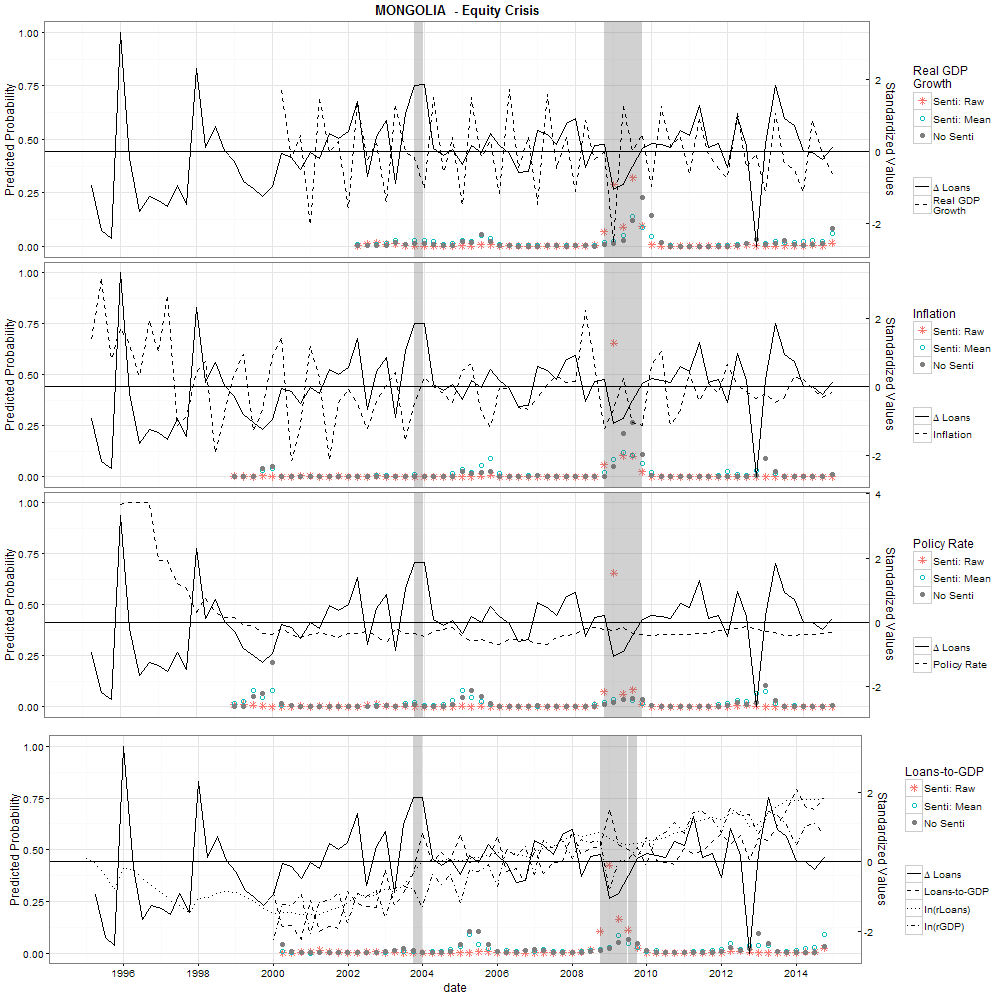 MONGOLIA - Equity Crisis
1.00
0.75
0.50
0.25
0.00
Predicted Probability
2
0
-2
Standardized Values
Real GDP
Growth
Senti: Raw
Senti: Mean
No Senti
Δ Loans
Real GDP
Growth
1.00
0.75
0.50
0.25
0.00
Predicted Probability
2
0
-2
Standardized Values
Inflation
Senti: Raw
Senti: Mean
No Senti
Δ Loans
Inflation
1.00
0.75
0.50
0.25
0.00
Predicted Probability
4
2
0
-2
Standardized Values
Policy Rate
Senti: Raw
Senti: Mean
No Senti
Δ Loans
Policy Rate
1.00
0.75
0.50
0.25
0.00
Predicted Probability
2
0
-2
Standardized Values
Loans-to-GDP
Senti: Raw
Senti: Mean
No Senti
Δ Loans
Loans-to-GDP
ln(rLoans)
ln(rGDP)
1996 1998 2000 2002 2004 2006 2008 2010 2012 2014
date